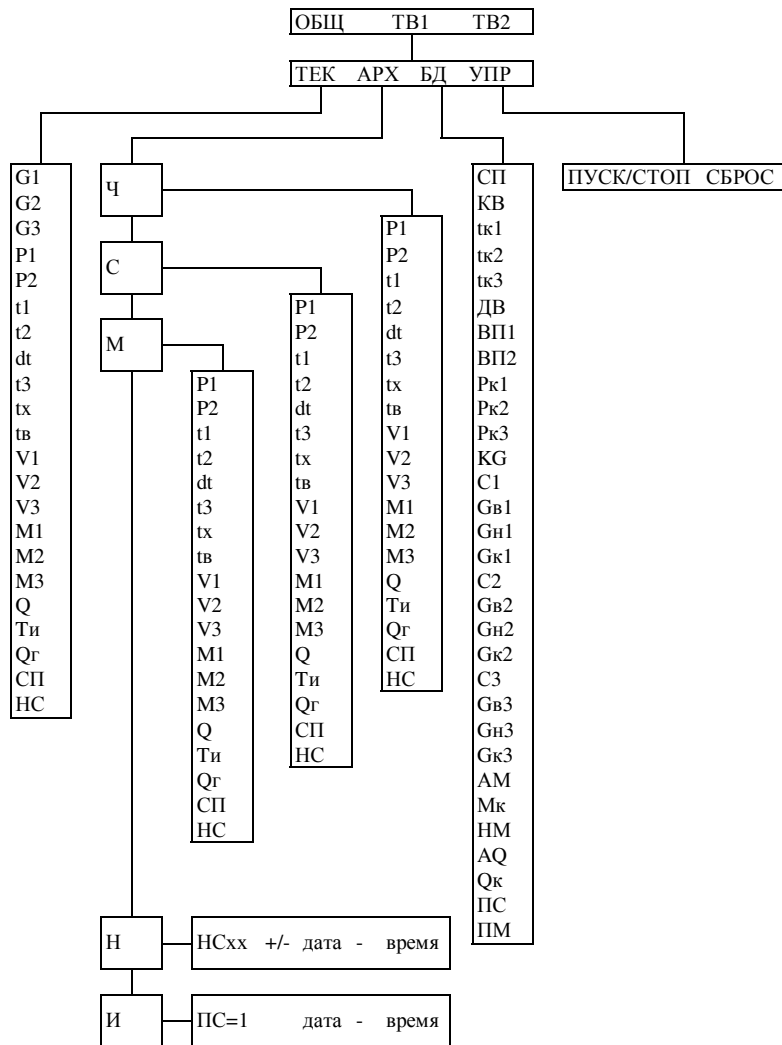 ОБЩ ТВ1 ТВ2
ТЕК АРХ БД УПР
G1
G2
G3
P1
P2
t1
t2
dt
t3
tх
tв
V1
V2
V3
M1
M2
M3
Q
Ти
Qг
СП
НС
Ч
С
М
P1
P2
t1
t2
dt
t3
tх
tв
V1
V2
V3
M1
M2
M3
Q
Ти
Qг
СП
НС
P1
P2
t1
t2
dt
t3
tх
tв
V1
V2
V3
M1
M2
M3
Q
Ти
Qг
СП
НС
P1
P2
t1
t2
dt
t3
tх
tв
V1
V2
V3
M1
M2
M3
Q
Ти
Qг
СП
НС
СП
КВ
tк1
tк2
tк3
ДВ
ВП1
ВП2
Pк1
Pк2
Pк3
KG
C1
Gв1
Gн1
Gк1
C2
Gв2
Gн2
Gк2
C3
Gв3
Gн3
Gк3
АМ
Мк
НМ
AQ
Qк
ПС
ПМ
ПУСК/СТОП СБРОС
Н
НСхх +/- дата - время
И
ПС=1 дата - время